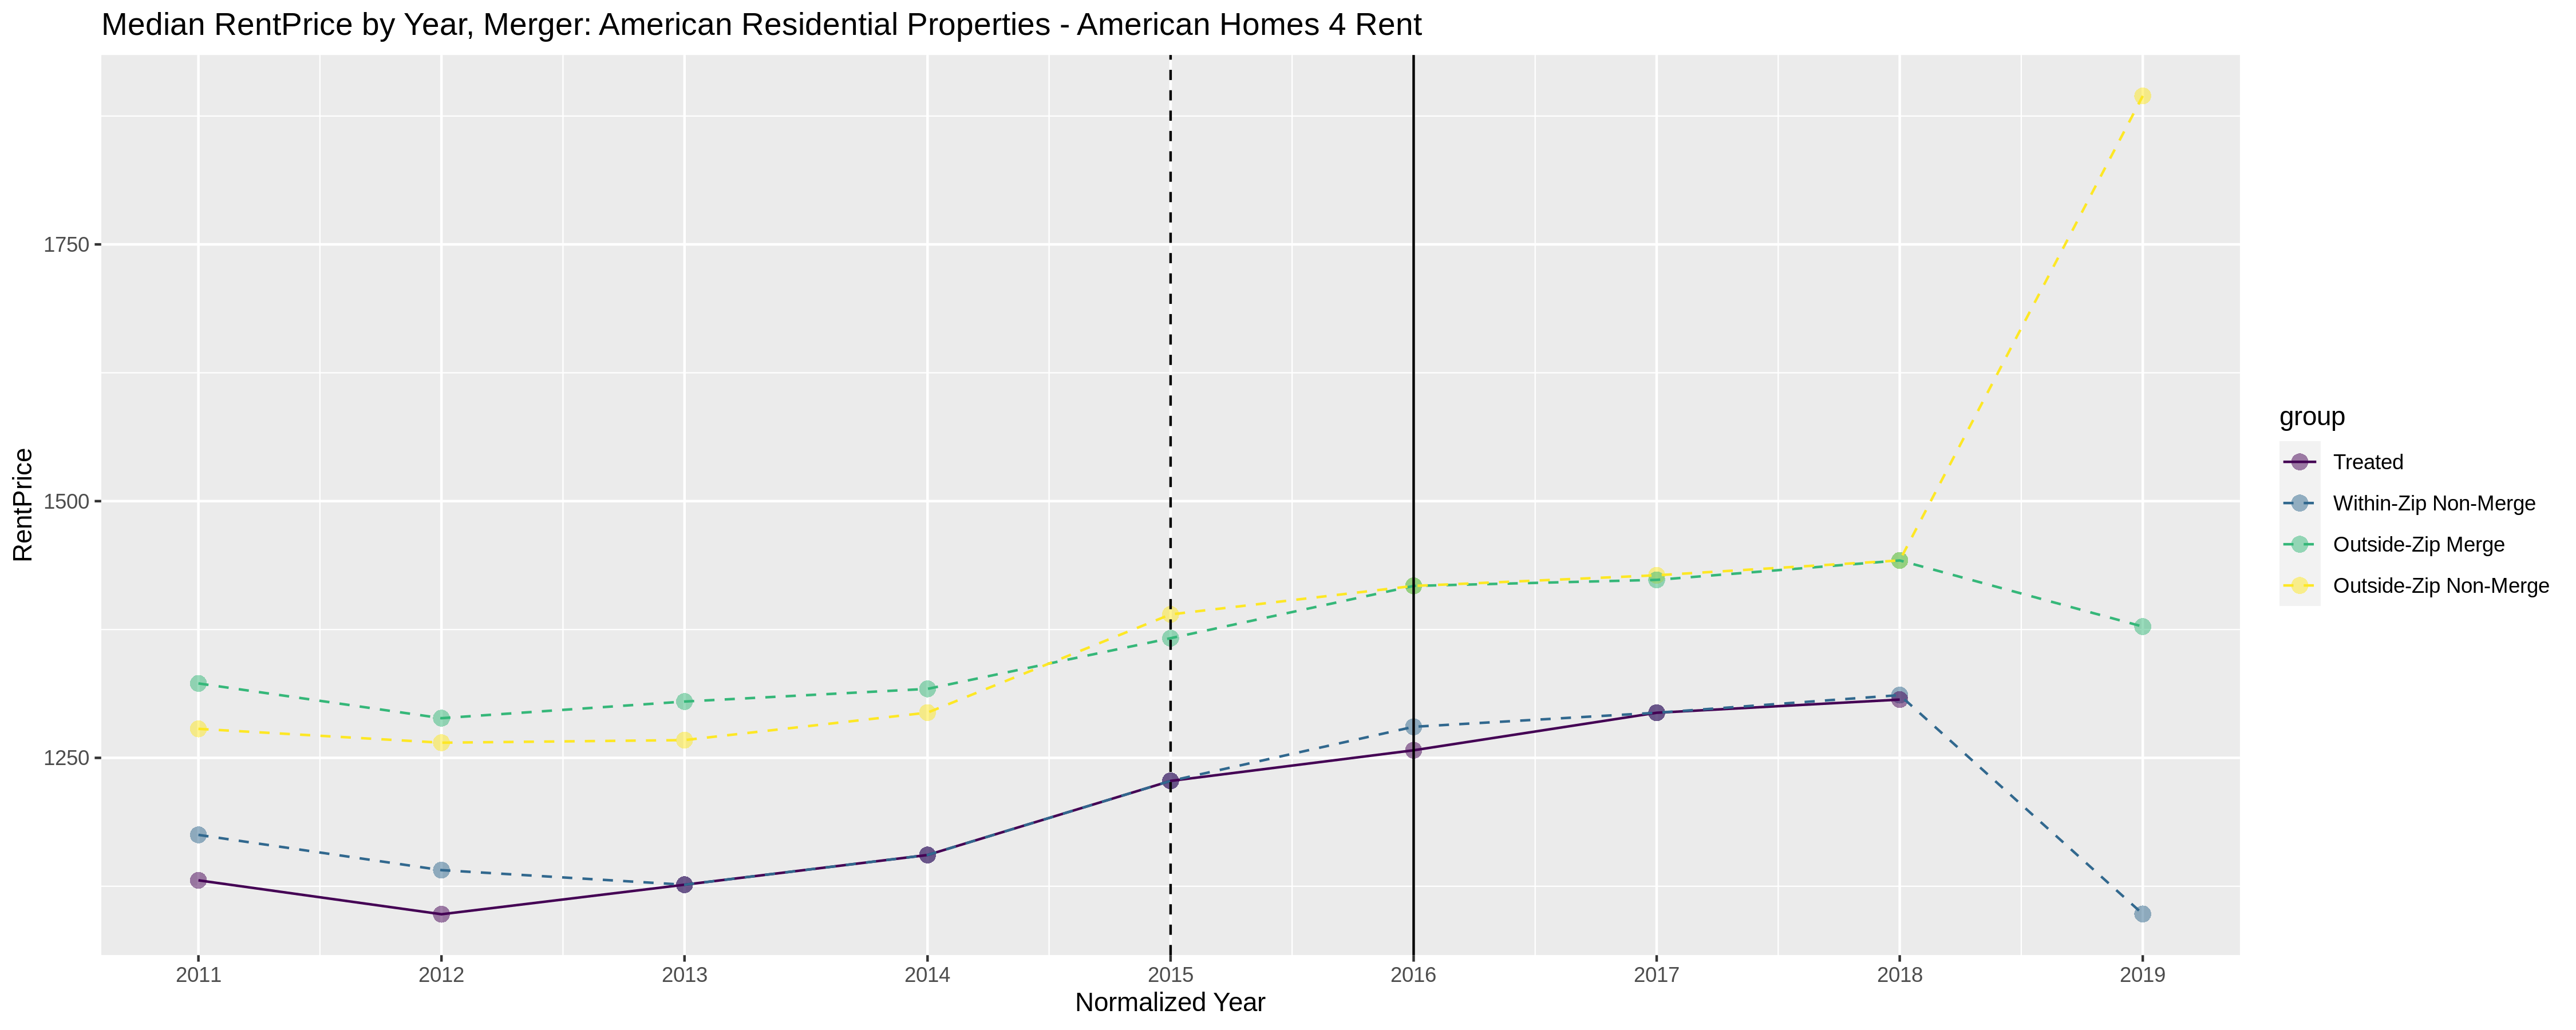 Median RentPrice by Year, Merger: American Residential Properties - American Homes 4 Rent
RentPrice
1750
1500
1250
2011 2012 2013 2014 2015 2016 2017 2018 2019
Normalized Year
group
Treated
Within-Zip Non-Merge
Outside-Zip Merge
Outside-Zip Non-Merge